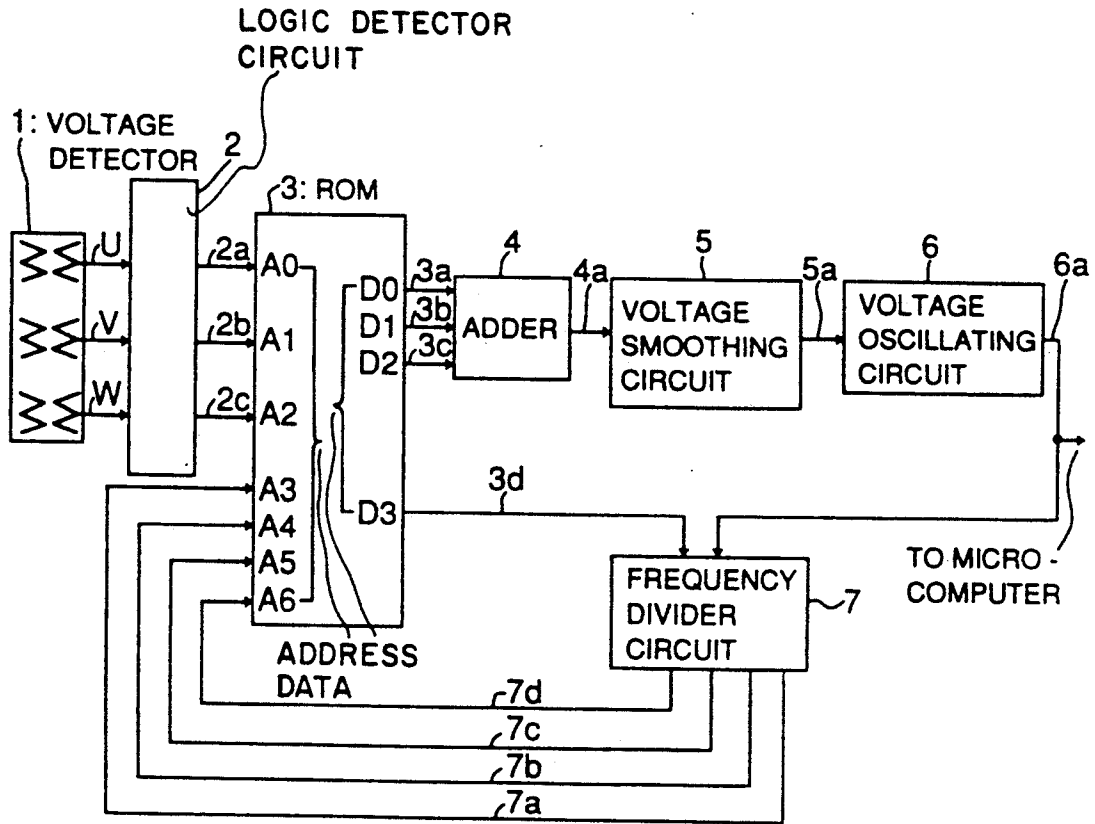 LOGIC DETECTOR
CIRCUIT
1: VOLTAGE
DETECTOR
2
3: ROM
U
V
W
2a
2b
2c
A0
A1
A2
A3
A4
A5
A6
D0
D1
D2
D3
3a
3b
3c
3d
4
ADDER
4a
5
VOLTAGE
SMOOTHING
CIRCUIT
5a
6
VOLTAGE
OSCILLATING
CIRCUIT
6a
TO MICRO -
COMPUTER
FREQUENCY
DIVIDER
CIRCUIT
7
ADDRESS
DATA
7d
7c
7b
7a